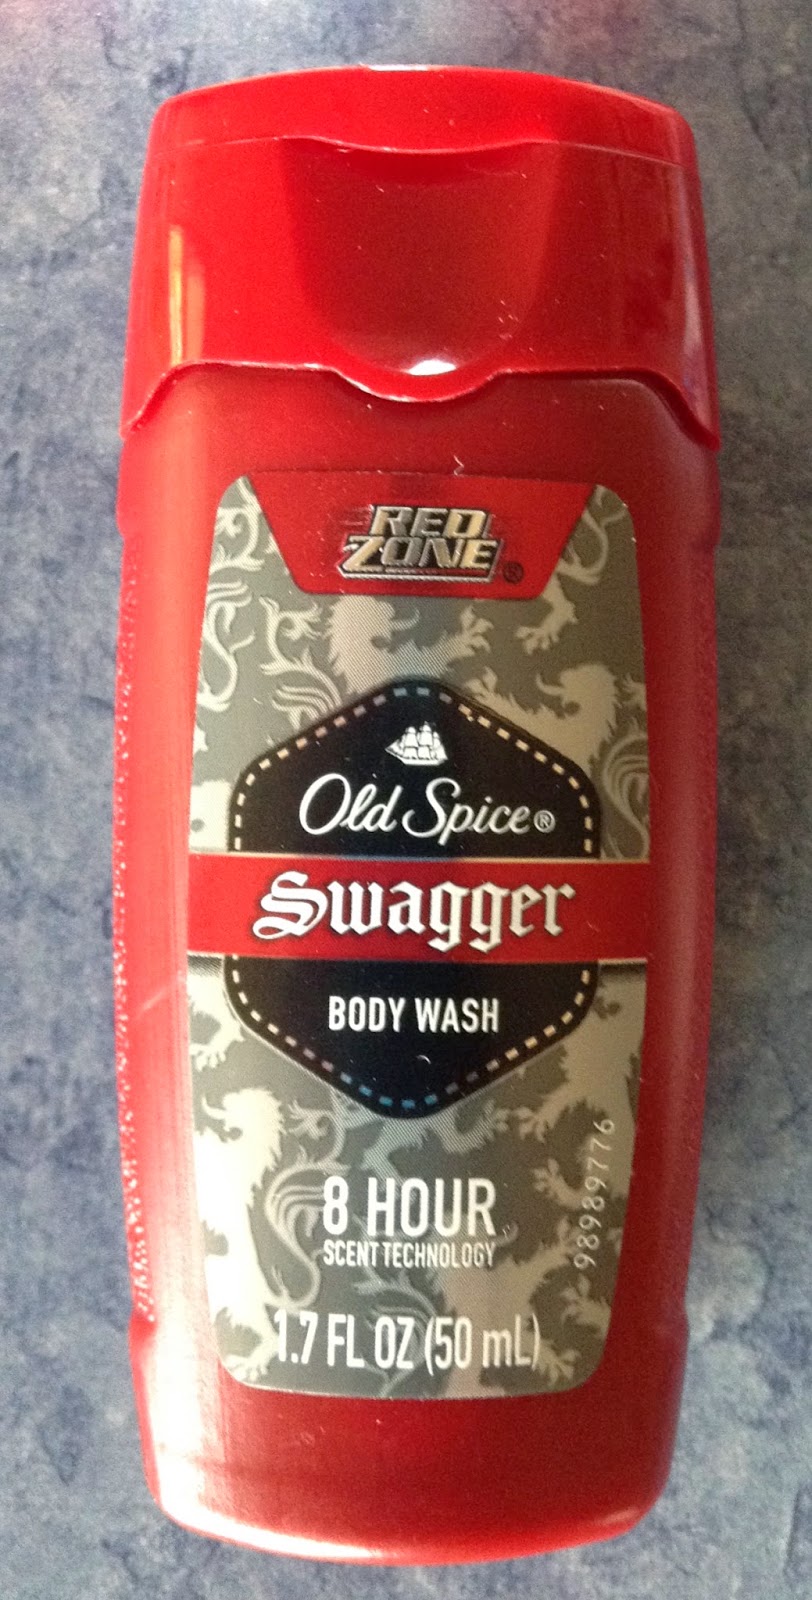 RED
ZONE®
Old Spice®
Swagger
BODY WASH
98989776
8 HOUR
SCENT TECHNOLOGY
1.7 FL OZ (50 mL)